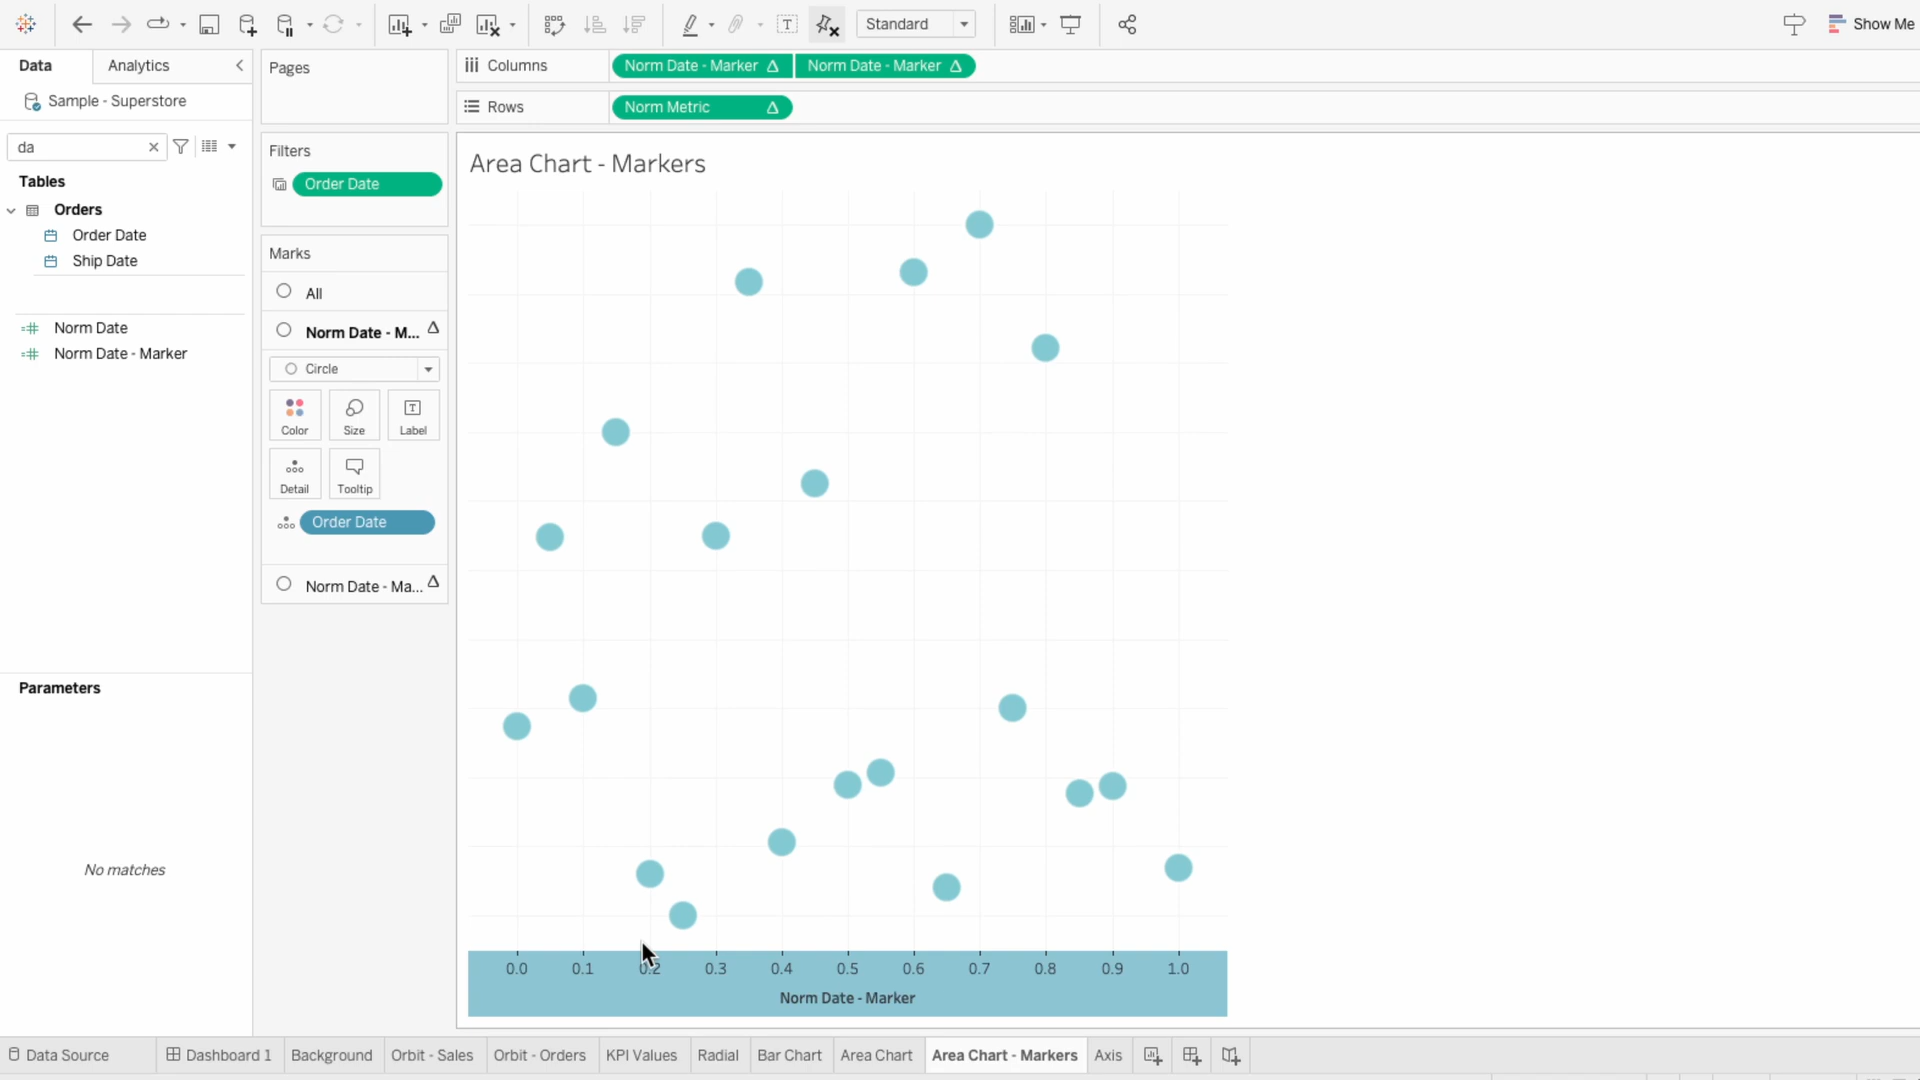 Standard
Show Me
Data
Analytics
Sample - Superstore
da
Tables
Orders
Order Date
Ship Date
Norm Date
Norm Date - Marker
Parameters
No matches
Pages
Filters
Order Date
Marks
All
Norm Date - M...
Circle
Color
Size
Label
Detail
Tooltip
Order Date
Norm Date - Ma...
Columns
Norm Date - Marker
Norm Date - Marker
Rows
Norm Metric
Area Chart - Markers
0.0 0.1 0.2 0.3 0.4 0.5 0.6 0.7 0.8 0.9 1.0
Norm Date - Marker
Data Source
Dashboard 1
Background
Orbit - Sales
Orbit - Orders
KPI Values
Radial
Bar Chart
Area Chart
Area Chart - Markers
Axis